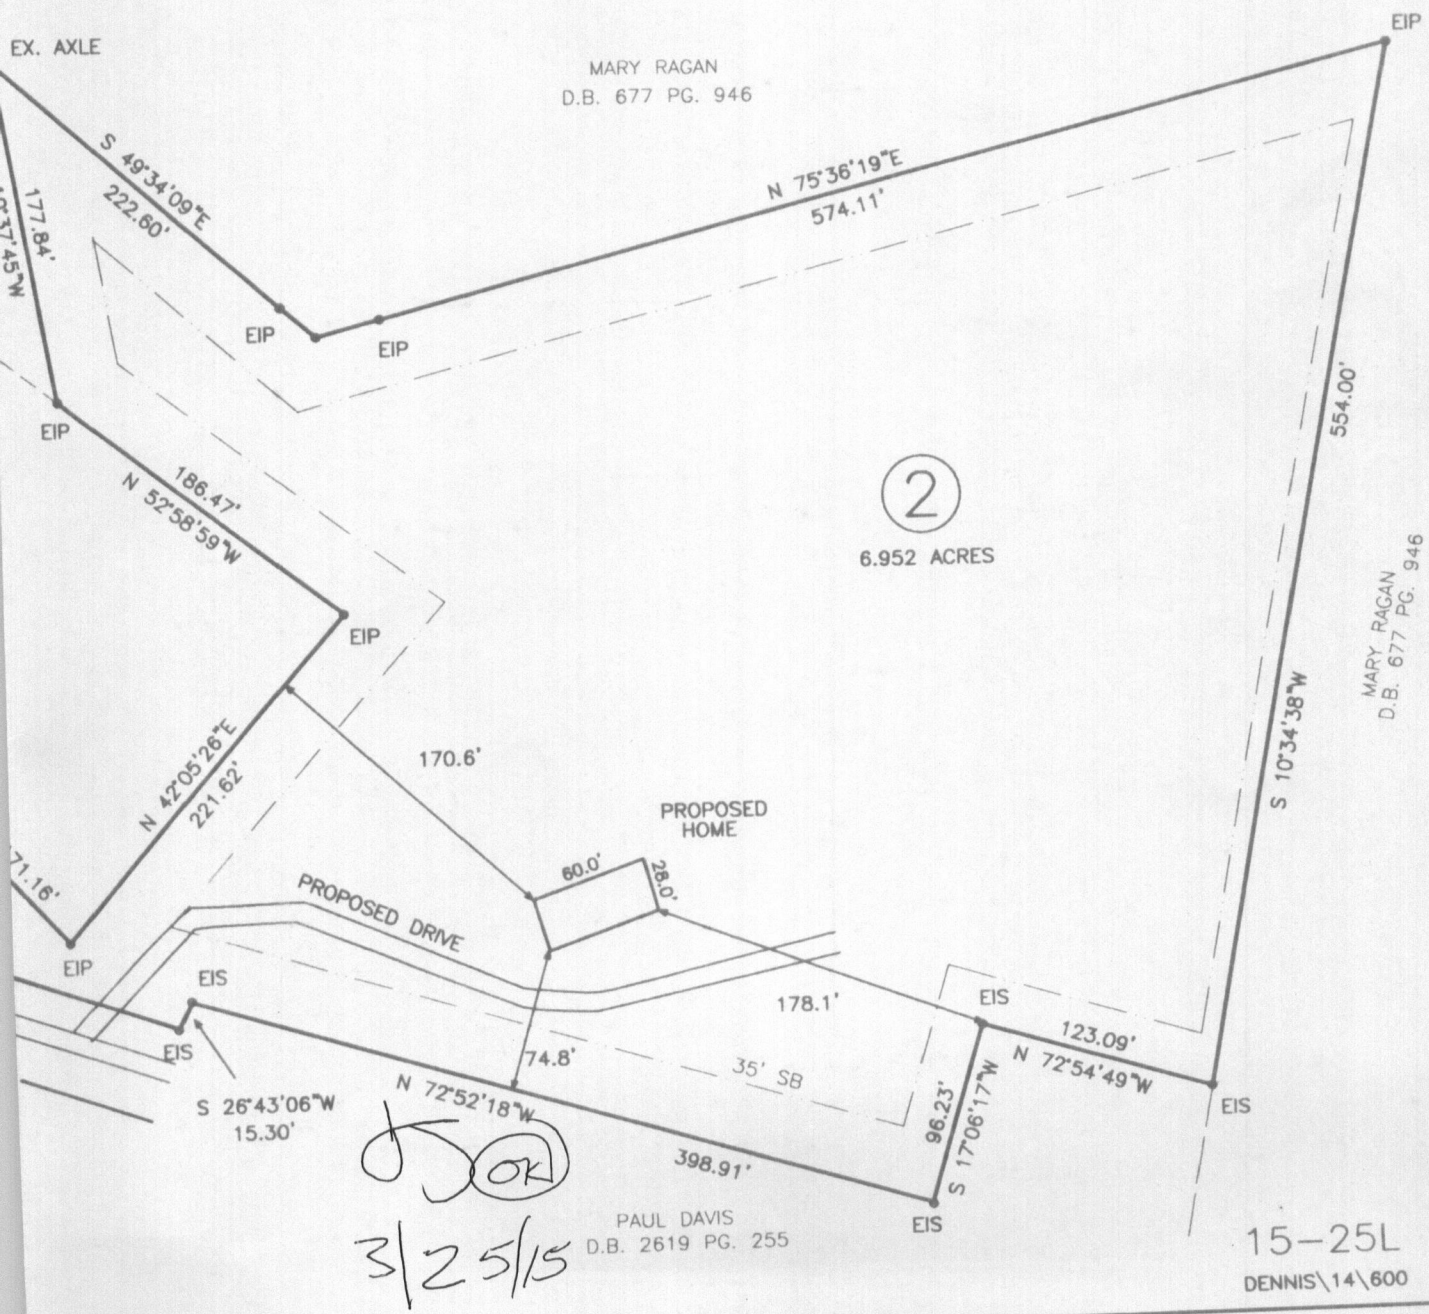 EX. AXLE
EIP
MARY RAGAN
D.B. 677 PG. 946
S 49°34'09"E
222.60'
N 75°36'19"E
574.11'
177.84'
37'45"W
EIP
EIP
554.00'
EIP
186.47'
N 52°58'59"W
2
6.952 ACRES
MARY RAGAN
D.B. 677 PG. 946
EIP
S 10°34'38"W
N 42°05'26"E
221.62'
170.6'
PROPOSED
HOME
60.0'
28.0'
71.16'
PROPOSED DRIVE
EIP
EIS
EIS
178.1'
123.09'
N 72°54'49"W
EIS
74.8'
35' SB
EIS
S 26°43'06"W
15.30'
N 72°52'18"W
398.91'
96.23'
S 17°06'17"W
OK
EIS
PAUL DAVIS
D.B. 2619 PG. 255
3/25/15
15-25L
DENNIS\14\600